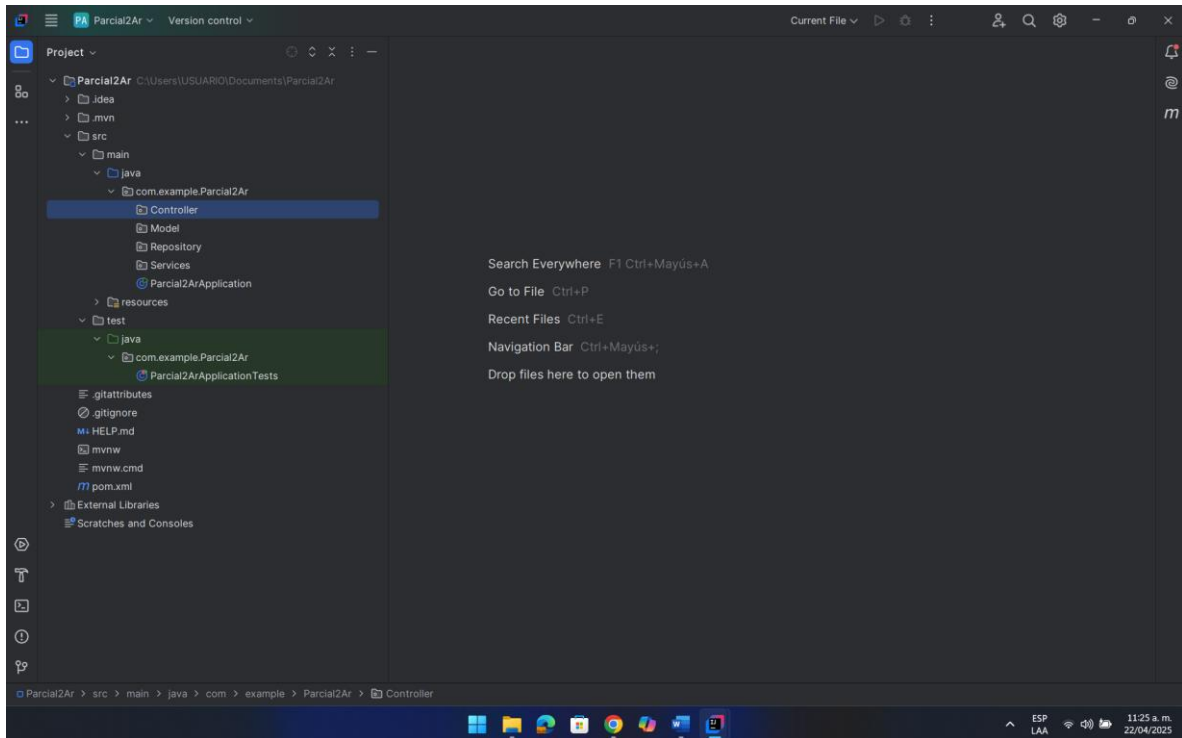 PA Parcial2Ar Version control Current File
Project
Parcial2Ar C:\Users\USUARIO\Documents\Parcial2Ar
.idea
.mvn
src
main
java
com.example.Parcial2Ar
Controller
Model
Repository
Services
Parcial2ArApplication
resources
test
java
com.example.Parcial2Ar
Parcial2ArApplicationTests
.gitattributes
.gitignore
M↓ HELP.md
mvnw
mvnw.cmd
m pom.xml
External Libraries
Scratches and Consoles
Search Everywhere F1 Ctrl+Mayús+A
Go to File Ctrl+P
Recent Files Ctrl+E
Navigation Bar Ctrl+Mayús+;
Drop files here to open them
m
Parcial2Ar > src > main > java > com > example > Parcial2Ar > Controller
ESP
LAA
11:25 a. m.
22/04/2025